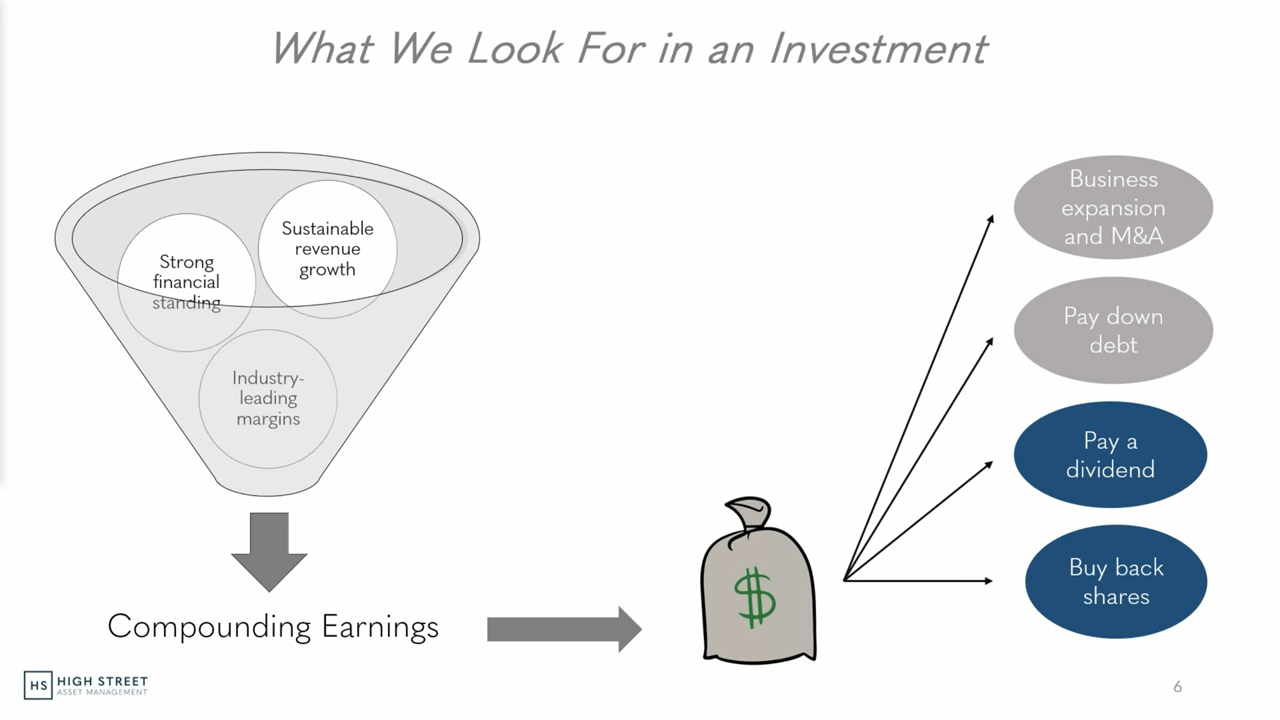 What We Look For in an Investment
Strong
financial
standing
Sustainable
revenue
growth
Industry-
leading
margins
Compounding Earnings
$
Business
expansion
and M&A
Pay down
debt
Pay a
dividend
Buy back
shares
HS
HIGH STREET
ASSET MANAGEMENT
6